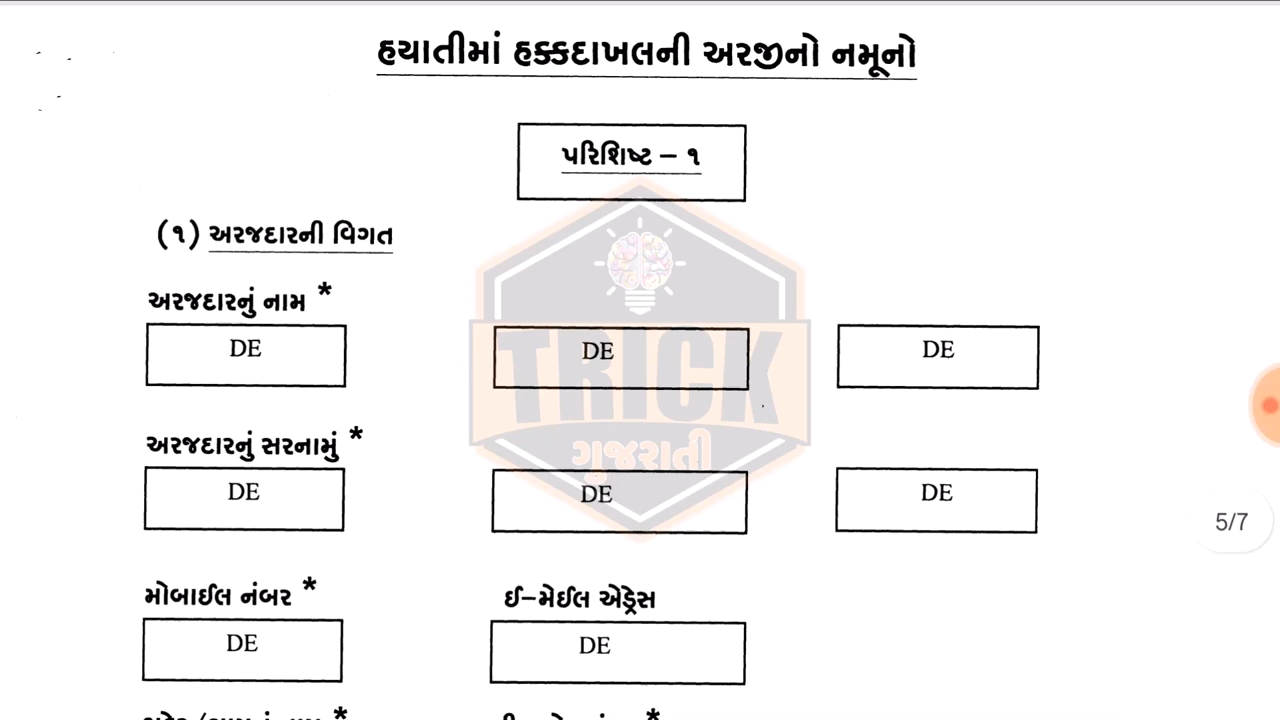 હયાતીમાં હક્કદાખલની અરજીનો નમૂનો
પરિશિષ્ટ – ૧
(૧) અરજદારની વિગત
અરજદારનું નામ *
DE DE DE
TRICK
ગુજરાતી
અરજદારનું સરનામું *
DE DE DE
5/7
મોબાઈલ નંબર * ઈ-મેઈલ એડ્રેસ
DE DE